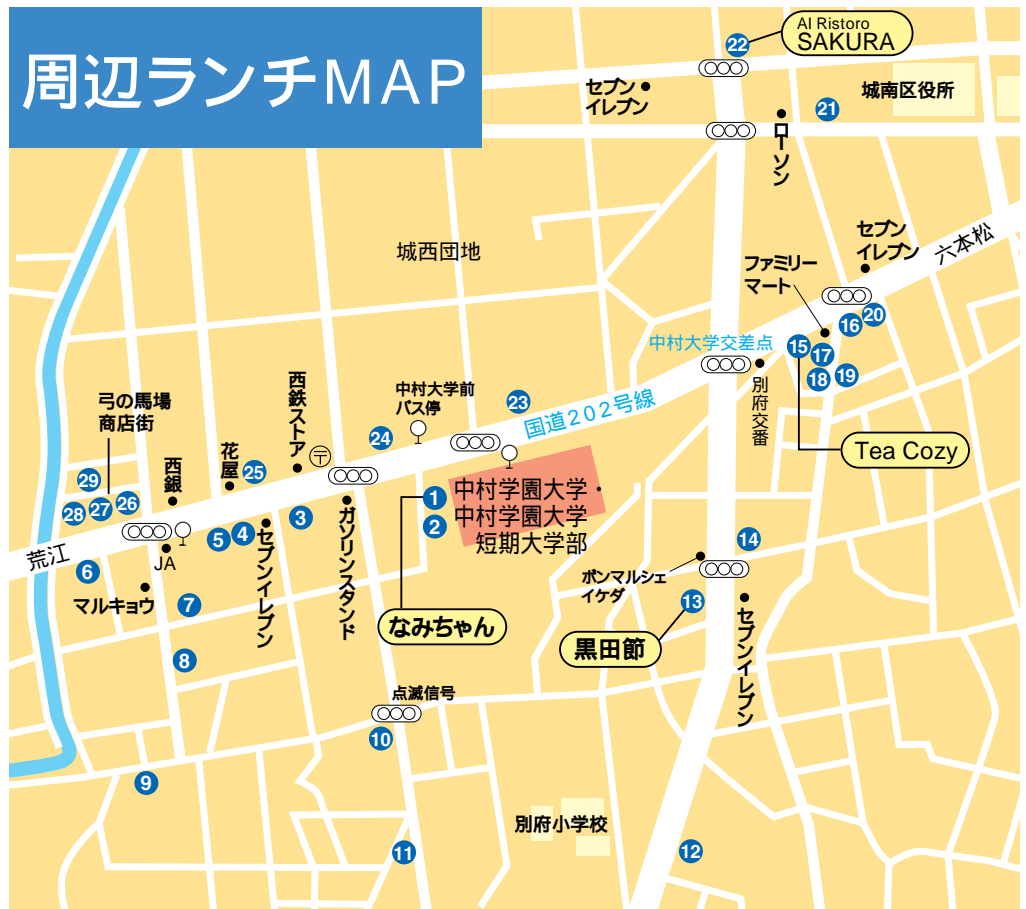 周辺ランチMAP
22
Al Ristoro
SAKURA
セブン
イレブン
ローソン
21
城南区役所
城西団地
セブン
イレブン
六本松
ファミリー
マート
16
20
中村大学交差点
15
17
18
19
別府交番
Tea Cozy
国道202号線
23
中村大学前
バス停
24
西鉄ストア
〒
弓の馬場
商店街
西銀
花屋
25
29
28
27
26
荒江
6
JA
マルキョウ
5
4
セブンイレブン
3
ガソリンスタンド
1
2
中村学園大学
中村学園大学
短期大学部
なみちゃん
7
8
ボンマルシェ
イケダ
14
13
黒田節
セブンイレブン
点滅信号
10
9
11
別府小学校
12